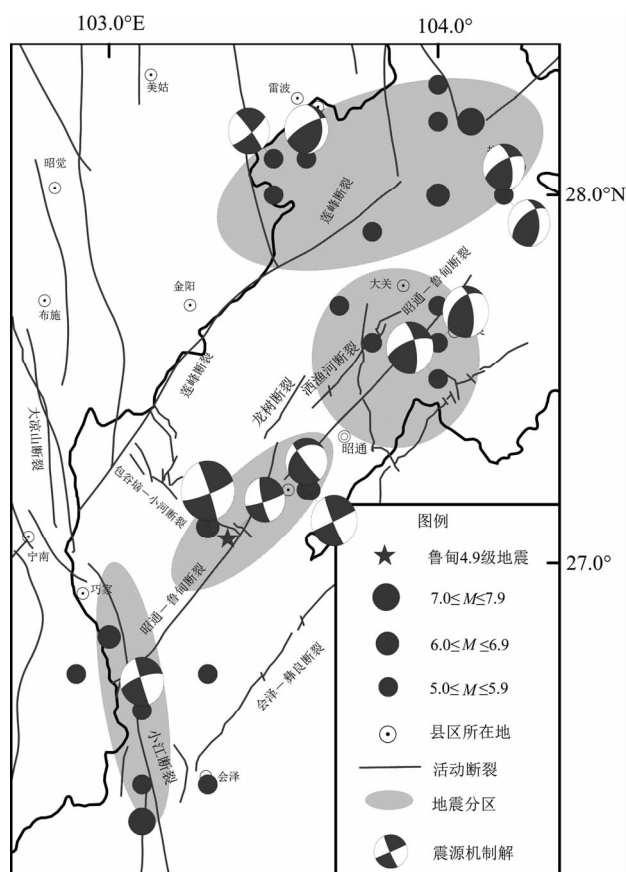 103.0°E
104.0°
美姑
雷波
昭觉
28.0°N
莲峰断裂
大关
金阳
布施
昭通－鲁甸断裂
莲峰断裂
洒渔河断裂
龙树断裂
大凉山断裂
昭通
包谷垴－小河断裂
宁南
27.0°
巧家
昭通－鲁甸断裂
会泽－彝良断裂
小江断裂
会泽
图例
鲁甸4.9级地震
7.0≤M≤7.9
6.0≤M≤6.9
5.0≤M≤5.9
县区所在地
活动断裂
地震分区
震源机制解